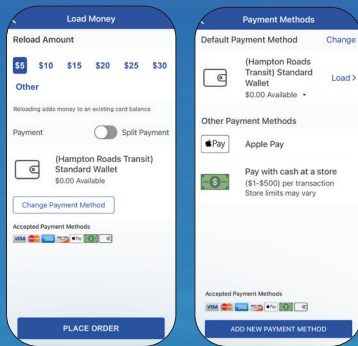 Load Money
Reload Amount
$5 $10 $15 $20 $25 $30
Other
Reloading adds money to an existing card balance
Payment Split Payment
(Hampton Roads Transit)
Standard Wallet
$0.00 Available
Change Payment Method
Accepted Payment Methods
VISA Pay
PLACE ORDER
Payment Methods
Default Payment Method Change
(Hampton Roads
Transit) Standard
Wallet
$0.00 Available
Load >
Other Payment Methods
Pay Apple Pay
Pay with cash at a store
($1-$500) per transaction
Store limits may vary
Accepted Payment Methods
VISA Pay
ADD NEW PAYMENT METHOD